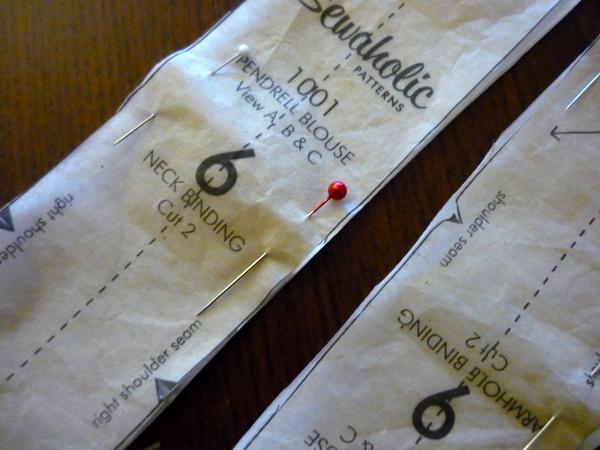 Sewaholic
PATTERNS
1001
PENDRELL BLOUSE
View A, B & C
6
NECK BINDING
Cut 2
right shoulder
right shoulder seam
shoulder seam
& C
9
ARMHOLE BINDING
Cut 2